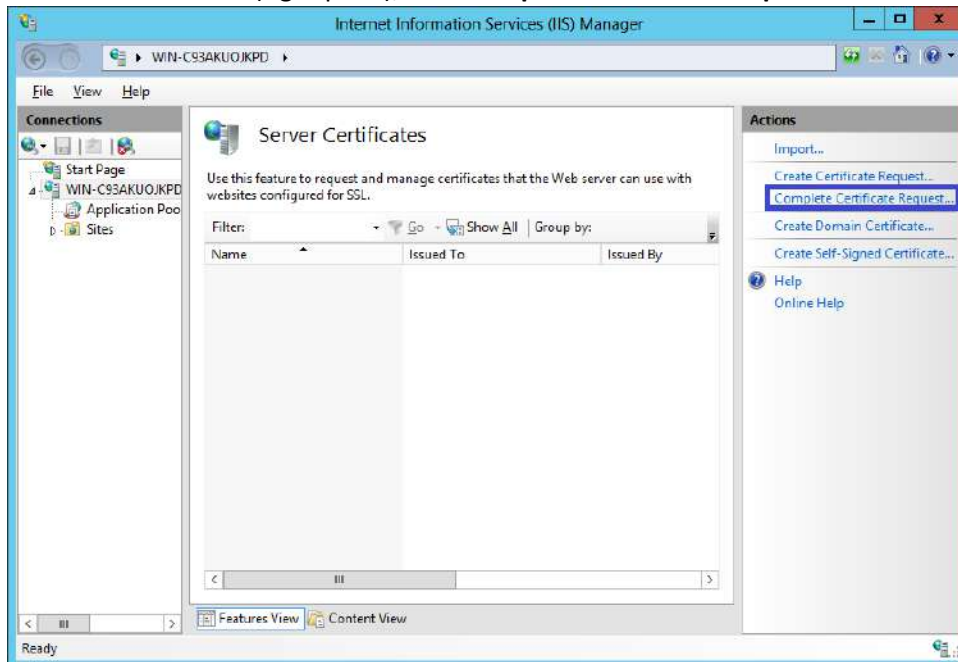 Internet Information Services (IIS) Manager
WIN-C93AKUOJKPD
File View Help
Connections
Start Page
WIN-C93AKUOJKPD
Application Poo
Sites
Server Certificates
Use this feature to request and manage certificates that the Web server can use with
websites configured for SSL.
Filter: Go Show All Group by:
Name Issued To Issued By
Features View Content View
Actions
Import...
Create Certificate Request...
Complete Certificate Request...
Create Domain Certificate...
Create Self-Signed Certificate...
Help
Online Help
Ready